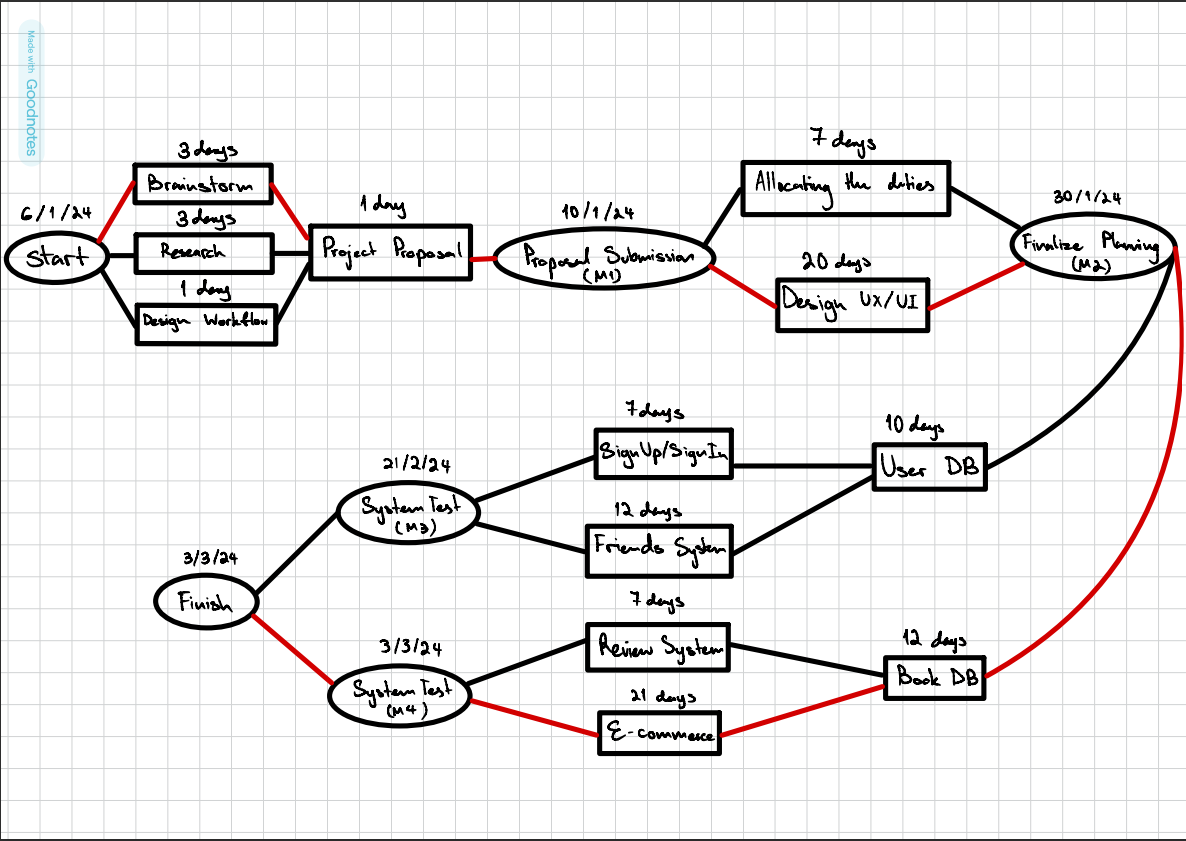 Made with Goodnotes
3 days
Brainstorm
6/1/24
Start
3 days
Research
1 day
Design Workflow
1 day
Project Proposal
10/1/24
Proposal Submission
(M1)
7 days
Allocating the duties
20 days
Design UX/UI
30/1/24
Finalize Planning
(M2)
7 days
SignUp/SignIn
10 days
User DB
21/2/24
System Test
(M3)
12 days
Friends System
3/3/24
Finish
7 days
Review System
12 days
Book DB
3/3/24
System Test
(M4)
21 days
E-commerce